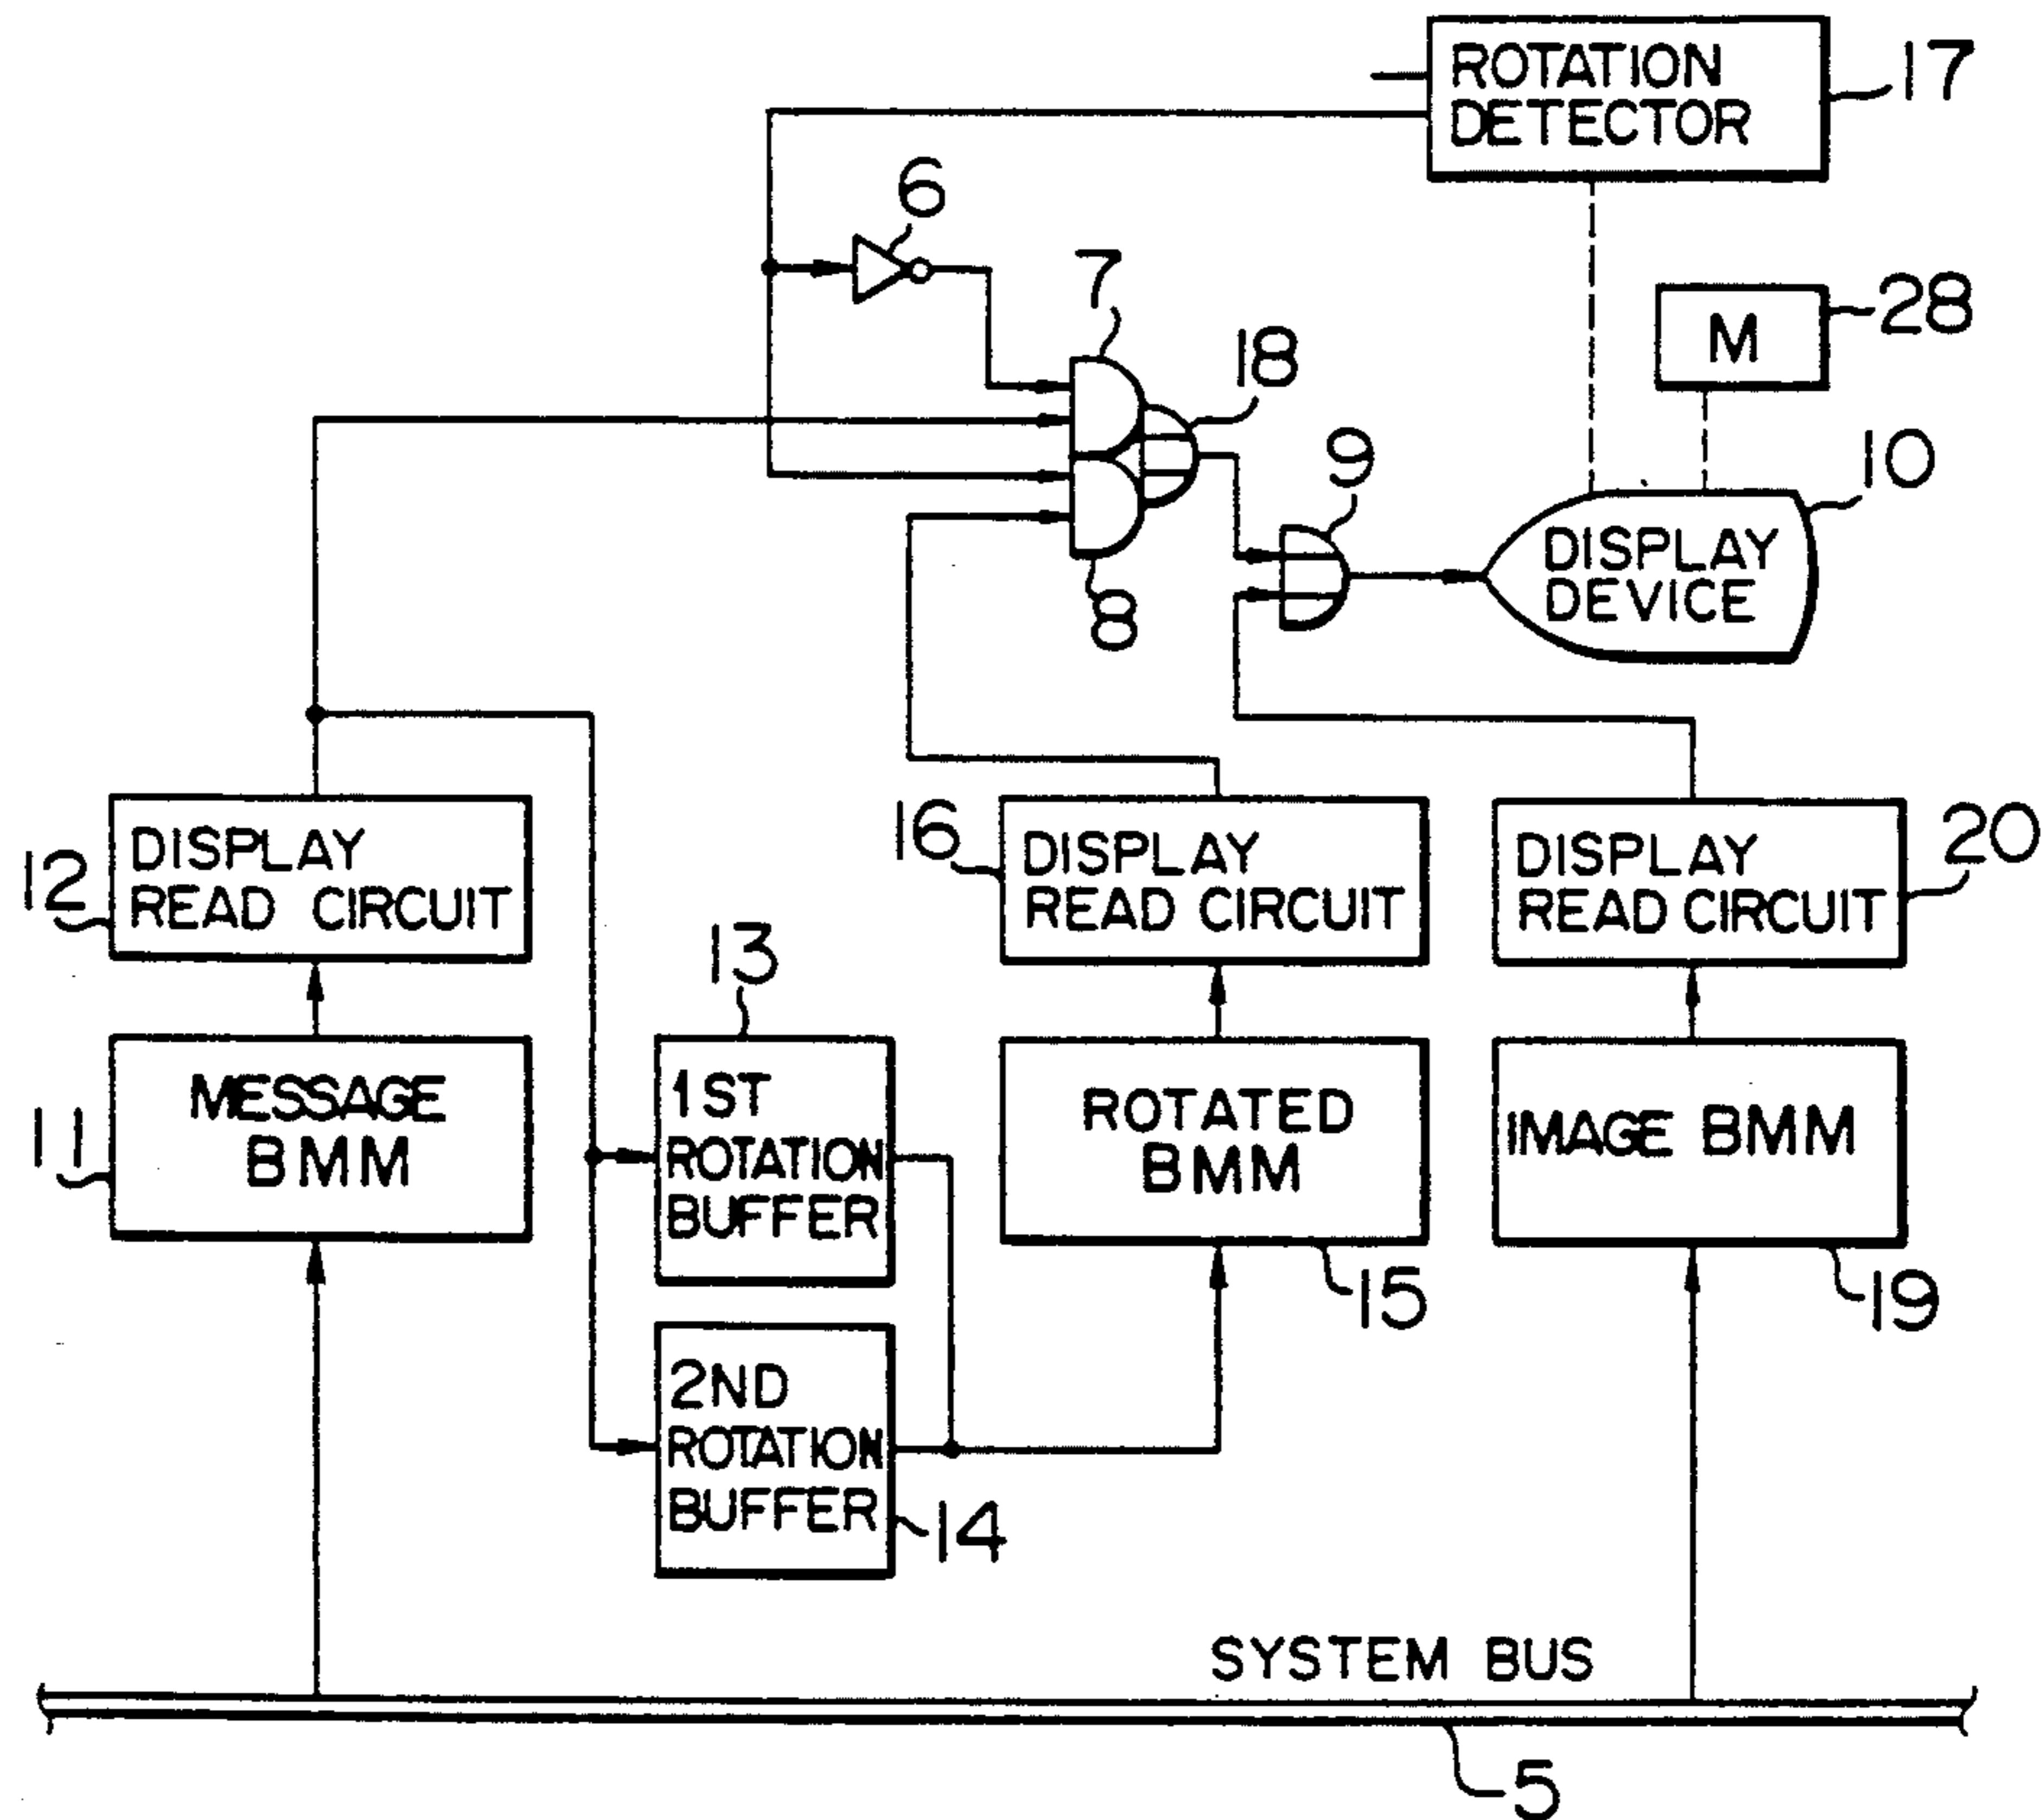 ROTATION
DETECTOR
17
6
7
18
M
28
9
10
DISPLAY
DEVICE
8
12
DISPLAY
READ CIRCUIT
16
DISPLAY
READ CIRCUIT
DISPLAY
READ CIRCUIT
20
13
11
MESSAGE
BMM
1ST
ROTATION
BUFFER
ROTATED
BMM
15
IMAGE BMM
19
2ND
ROTATION
BUFFER
14
SYSTEM BUS
5